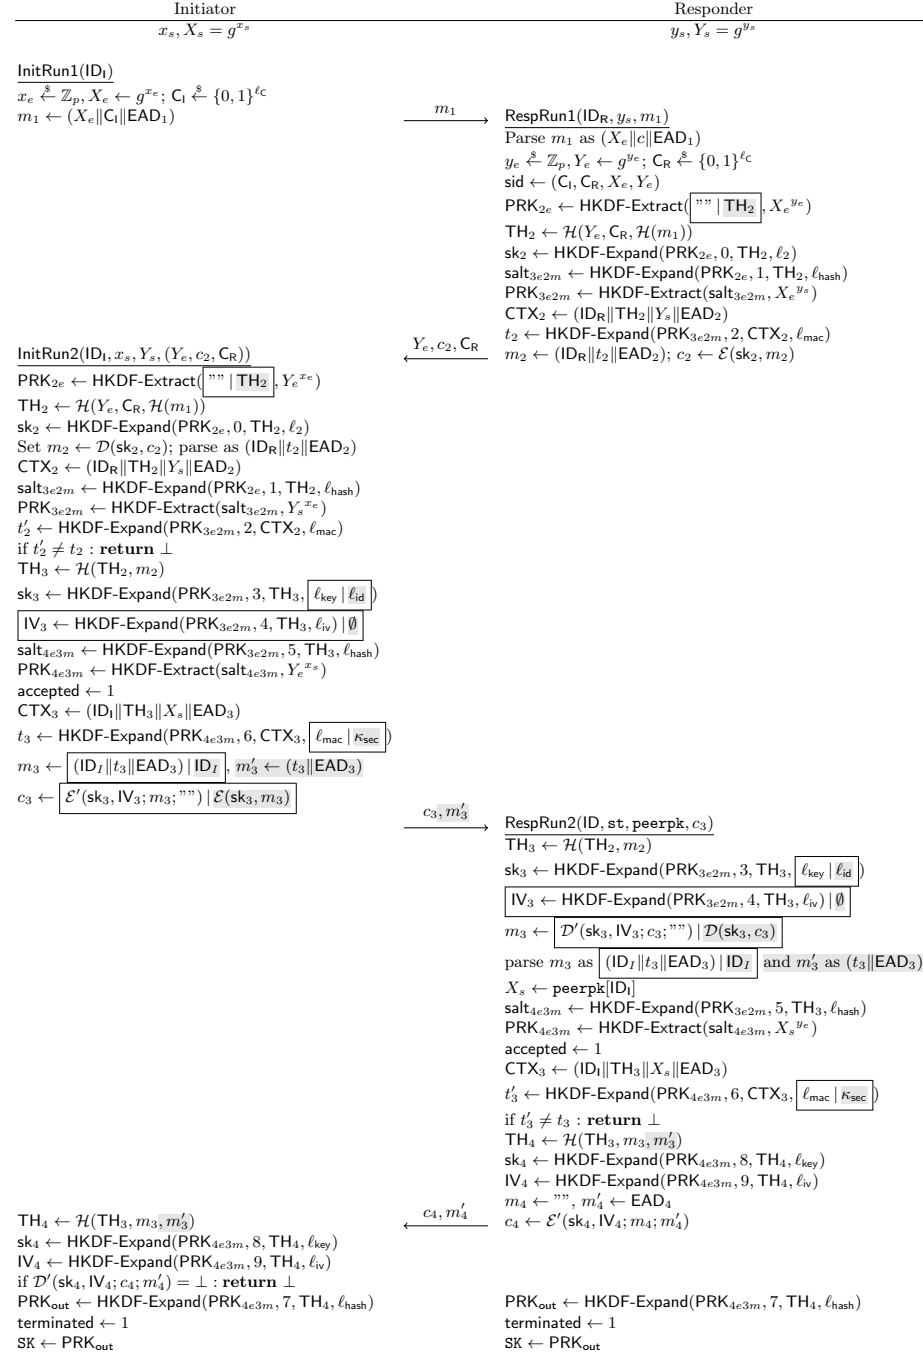 Initiator
Responder
x_s, X_s = g^{x_s}
y_s, Y_s = g^{y_s}
InitRun1(ID_I)
x_e ←$ ℤ_p, X_e ← g^{x_e}; C_I ←$ {0,1}^{ℓ_C}
m_1 ← (X_e‖C_I‖EAD_1)
m_1
RespRun1(ID_R, y_s, m_1)
Parse m_1 as (X_e‖c‖EAD_1)
y_e ←$ ℤ_p, Y_e ← g^{y_e}; C_R ←$ {0,1}^{ℓ_C}
sid ← (C_I, C_R, X_e, Y_e)
PRK_{2e} ← HKDF-Extract( "" | TH_2 , X_e^{y_e})
TH_2 ← H(Y_e, C_R, H(m_1))
sk_2 ← HKDF-Expand(PRK_{2e}, 0, TH_2, ℓ_2)
salt_{3e2m} ← HKDF-Expand(PRK_{2e}, 1, TH_2, ℓ_hash)
PRK_{3e2m} ← HKDF-Extract(salt_{3e2m}, X_e^{y_s})
CTX_2 ← (ID_R‖TH_2‖Y_s‖EAD_2)
t_2 ← HKDF-Expand(PRK_{3e2m}, 2, CTX_2, ℓ_mac)
m_2 ← (ID_R‖t_2‖EAD_2); c_2 ← E(sk_2, m_2)
Y_e, c_2, C_R
InitRun2(ID_I, x_s, Y_s, (Y_e, c_2, C_R))
PRK_{2e} ← HKDF-Extract( "" | TH_2 , Y_e^{x_e})
TH_2 ← H(Y_e, C_R, H(m_1))
sk_2 ← HKDF-Expand(PRK_{2e}, 0, TH_2, ℓ_2)
Set m_2 ← D(sk_2, c_2); parse as (ID_R‖t_2‖EAD_2)
CTX_2 ← (ID_R‖TH_2‖Y_s‖EAD_2)
salt_{3e2m} ← HKDF-Expand(PRK_{2e}, 1, TH_2, ℓ_hash)
PRK_{3e2m} ← HKDF-Extract(salt_{3e2m}, Y_s^{x_e})
t'_2 ← HKDF-Expand(PRK_{3e2m}, 2, CTX_2, ℓ_mac)
if t'_2 ≠ t_2 : return ⊥
TH_3 ← H(TH_2, m_2)
sk_3 ← HKDF-Expand(PRK_{3e2m}, 3, TH_3, ℓ_key | ℓ_id )
IV_3 ← HKDF-Expand(PRK_{3e2m}, 4, TH_3, ℓ_iv) | ∅
salt_{4e3m} ← HKDF-Expand(PRK_{3e2m}, 5, TH_3, ℓ_hash)
PRK_{4e3m} ← HKDF-Extract(salt_{4e3m}, Y_e^{x_s})
accepted ← 1
CTX_3 ← (ID_I‖TH_3‖X_s‖EAD_3)
t_3 ← HKDF-Expand(PRK_{4e3m}, 6, CTX_3, ℓ_mac | κ_sec )
m_3 ← (ID_I‖t_3‖EAD_3) | ID_I , m'_3 ← (t_3‖EAD_3)
c_3 ← E'(sk_3, IV_3; m_3; "") | E(sk_3, m_3)
c_3, m'_3
RespRun2(ID, st, peerpk, c_3)
TH_3 ← H(TH_2, m_2)
sk_3 ← HKDF-Expand(PRK_{3e2m}, 3, TH_3, ℓ_key | ℓ_id )
IV_3 ← HKDF-Expand(PRK_{3e2m}, 4, TH_3, ℓ_iv) | ∅
m_3 ← D'(sk_3, IV_3; c_3; "") | D(sk_3, c_3)
parse m_3 as (ID_I‖t_3‖EAD_3) | ID_I and m'_3 as (t_3‖EAD_3)
X_s ← peerpk[ID_I]
salt_{4e3m} ← HKDF-Expand(PRK_{3e2m}, 5, TH_3, ℓ_hash)
PRK_{4e3m} ← HKDF-Extract(salt_{4e3m}, X_s^{y_e})
accepted ← 1
CTX_3 ← (ID_I‖TH_3‖X_s‖EAD_3)
t'_3 ← HKDF-Expand(PRK_{4e3m}, 6, CTX_3, ℓ_mac | κ_sec )
if t'_3 ≠ t_3 : return ⊥
TH_4 ← H(TH_3, m_3, m'_3)
sk_4 ← HKDF-Expand(PRK_{4e3m}, 8, TH_4, ℓ_key)
IV_4 ← HKDF-Expand(PRK_{4e3m}, 9, TH_4, ℓ_iv)
m_4 ← "", m'_4 ← EAD_4
c_4 ← E'(sk_4, IV_4; m_4; m'_4)
c_4, m'_4
TH_4 ← H(TH_3, m_3, m'_3)
sk_4 ← HKDF-Expand(PRK_{4e3m}, 8, TH_4, ℓ_key)
IV_4 ← HKDF-Expand(PRK_{4e3m}, 9, TH_4, ℓ_iv)
if D'(sk_4, IV_4; c_4; m'_4) = ⊥ : return ⊥
PRK_out ← HKDF-Expand(PRK_{4e3m}, 7, TH_4, ℓ_hash)
terminated ← 1
SK ← PRK_out
PRK_out ← HKDF-Expand(PRK_{4e3m}, 7, TH_4, ℓ_hash)
terminated ← 1
SK ← PRK_out